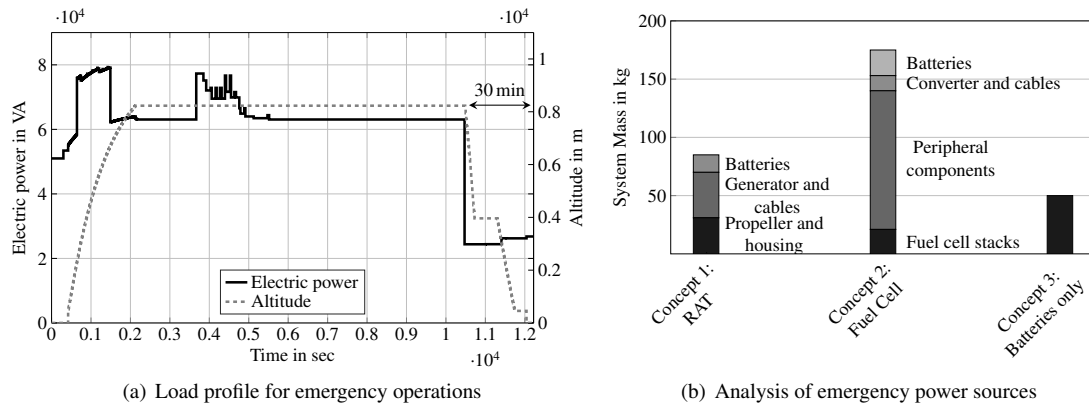 ·10⁴
·10⁴
8
6
4
2
0
Electric power in VA
1
0.8
0.6
0.4
0.2
0
Altitude in m
30 min
Electric power
Altitude
0 0.1 0.2 0.3 0.4 0.5 0.6 0.7 0.8 0.9 1 1.1 1.2
Time in sec
·10⁴
(a) Load profile for emergency operations
200
150
100
50
System Mass in kg
Batteries
Generator and
cables
Propeller and
housing
Batteries
Converter and cables
Peripheral
components
Fuel cell stacks
Concept 1:
RAT
Concept 2:
Fuel Cell
Concept 3:
Batteries only
(b) Analysis of emergency power sources